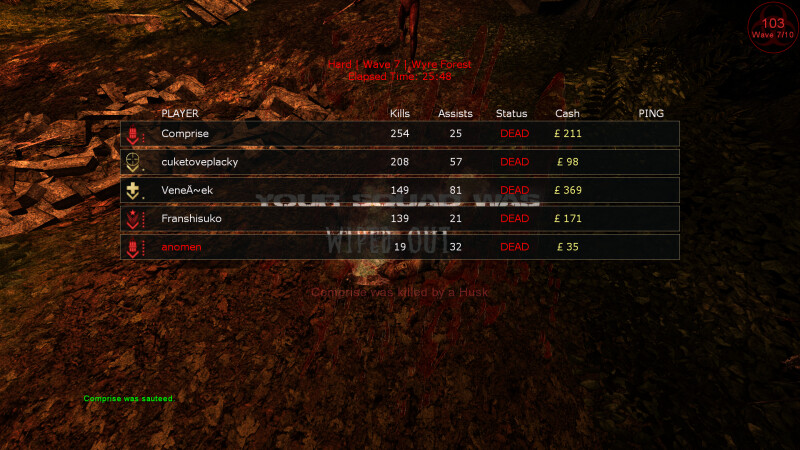 103
Wave 7/10
Hard | Wave 7 | Wyre Forest
Elapsed Time: 25:48
PLAYER Kills Assists Status Cash PING
Comprise 254 25 DEAD £ 211
cuketoveplacky 208 57 DEAD £ 98
VeneÄ~ek 149 81 DEAD £ 369
YOUR SQUAD WAS
Franshisuko 139 21 DEAD £ 171
WIPED OUT
anomen 19 32 DEAD £ 35
Comprise was killed by a Husk
Comprise was sauteed